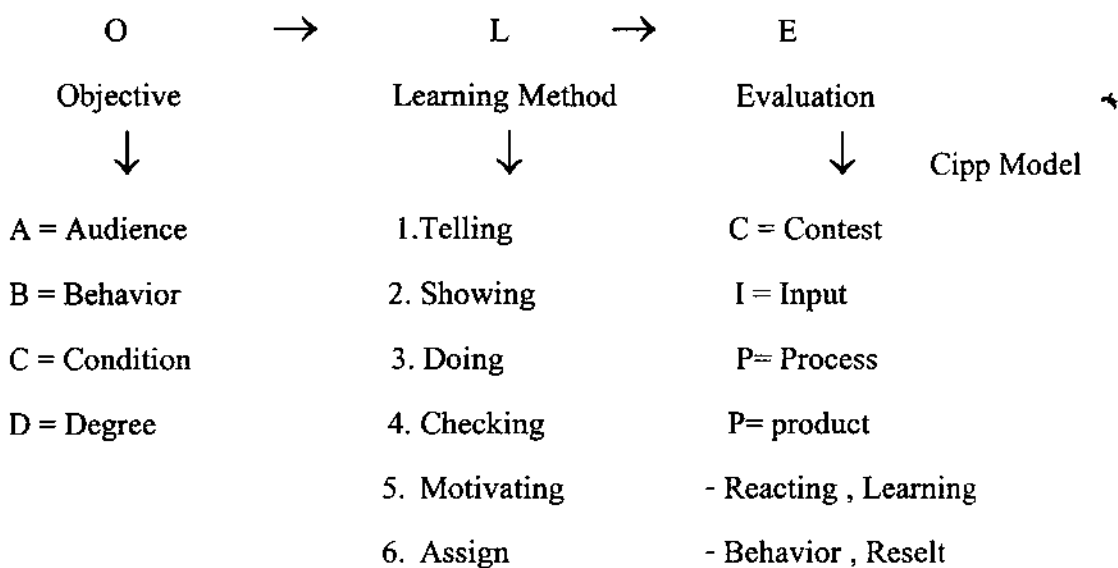 O → L → E
Objective Learning Method Evaluation
↓ ↓ ↓ Cipp Model
A = Audience 1.Telling C = Contest
B = Behavior 2. Showing I = Input
C = Condition 3. Doing P= Process
D = Degree 4. Checking P= product
5. Motivating - Reacting , Learning
6. Assign - Behavior , Reselt